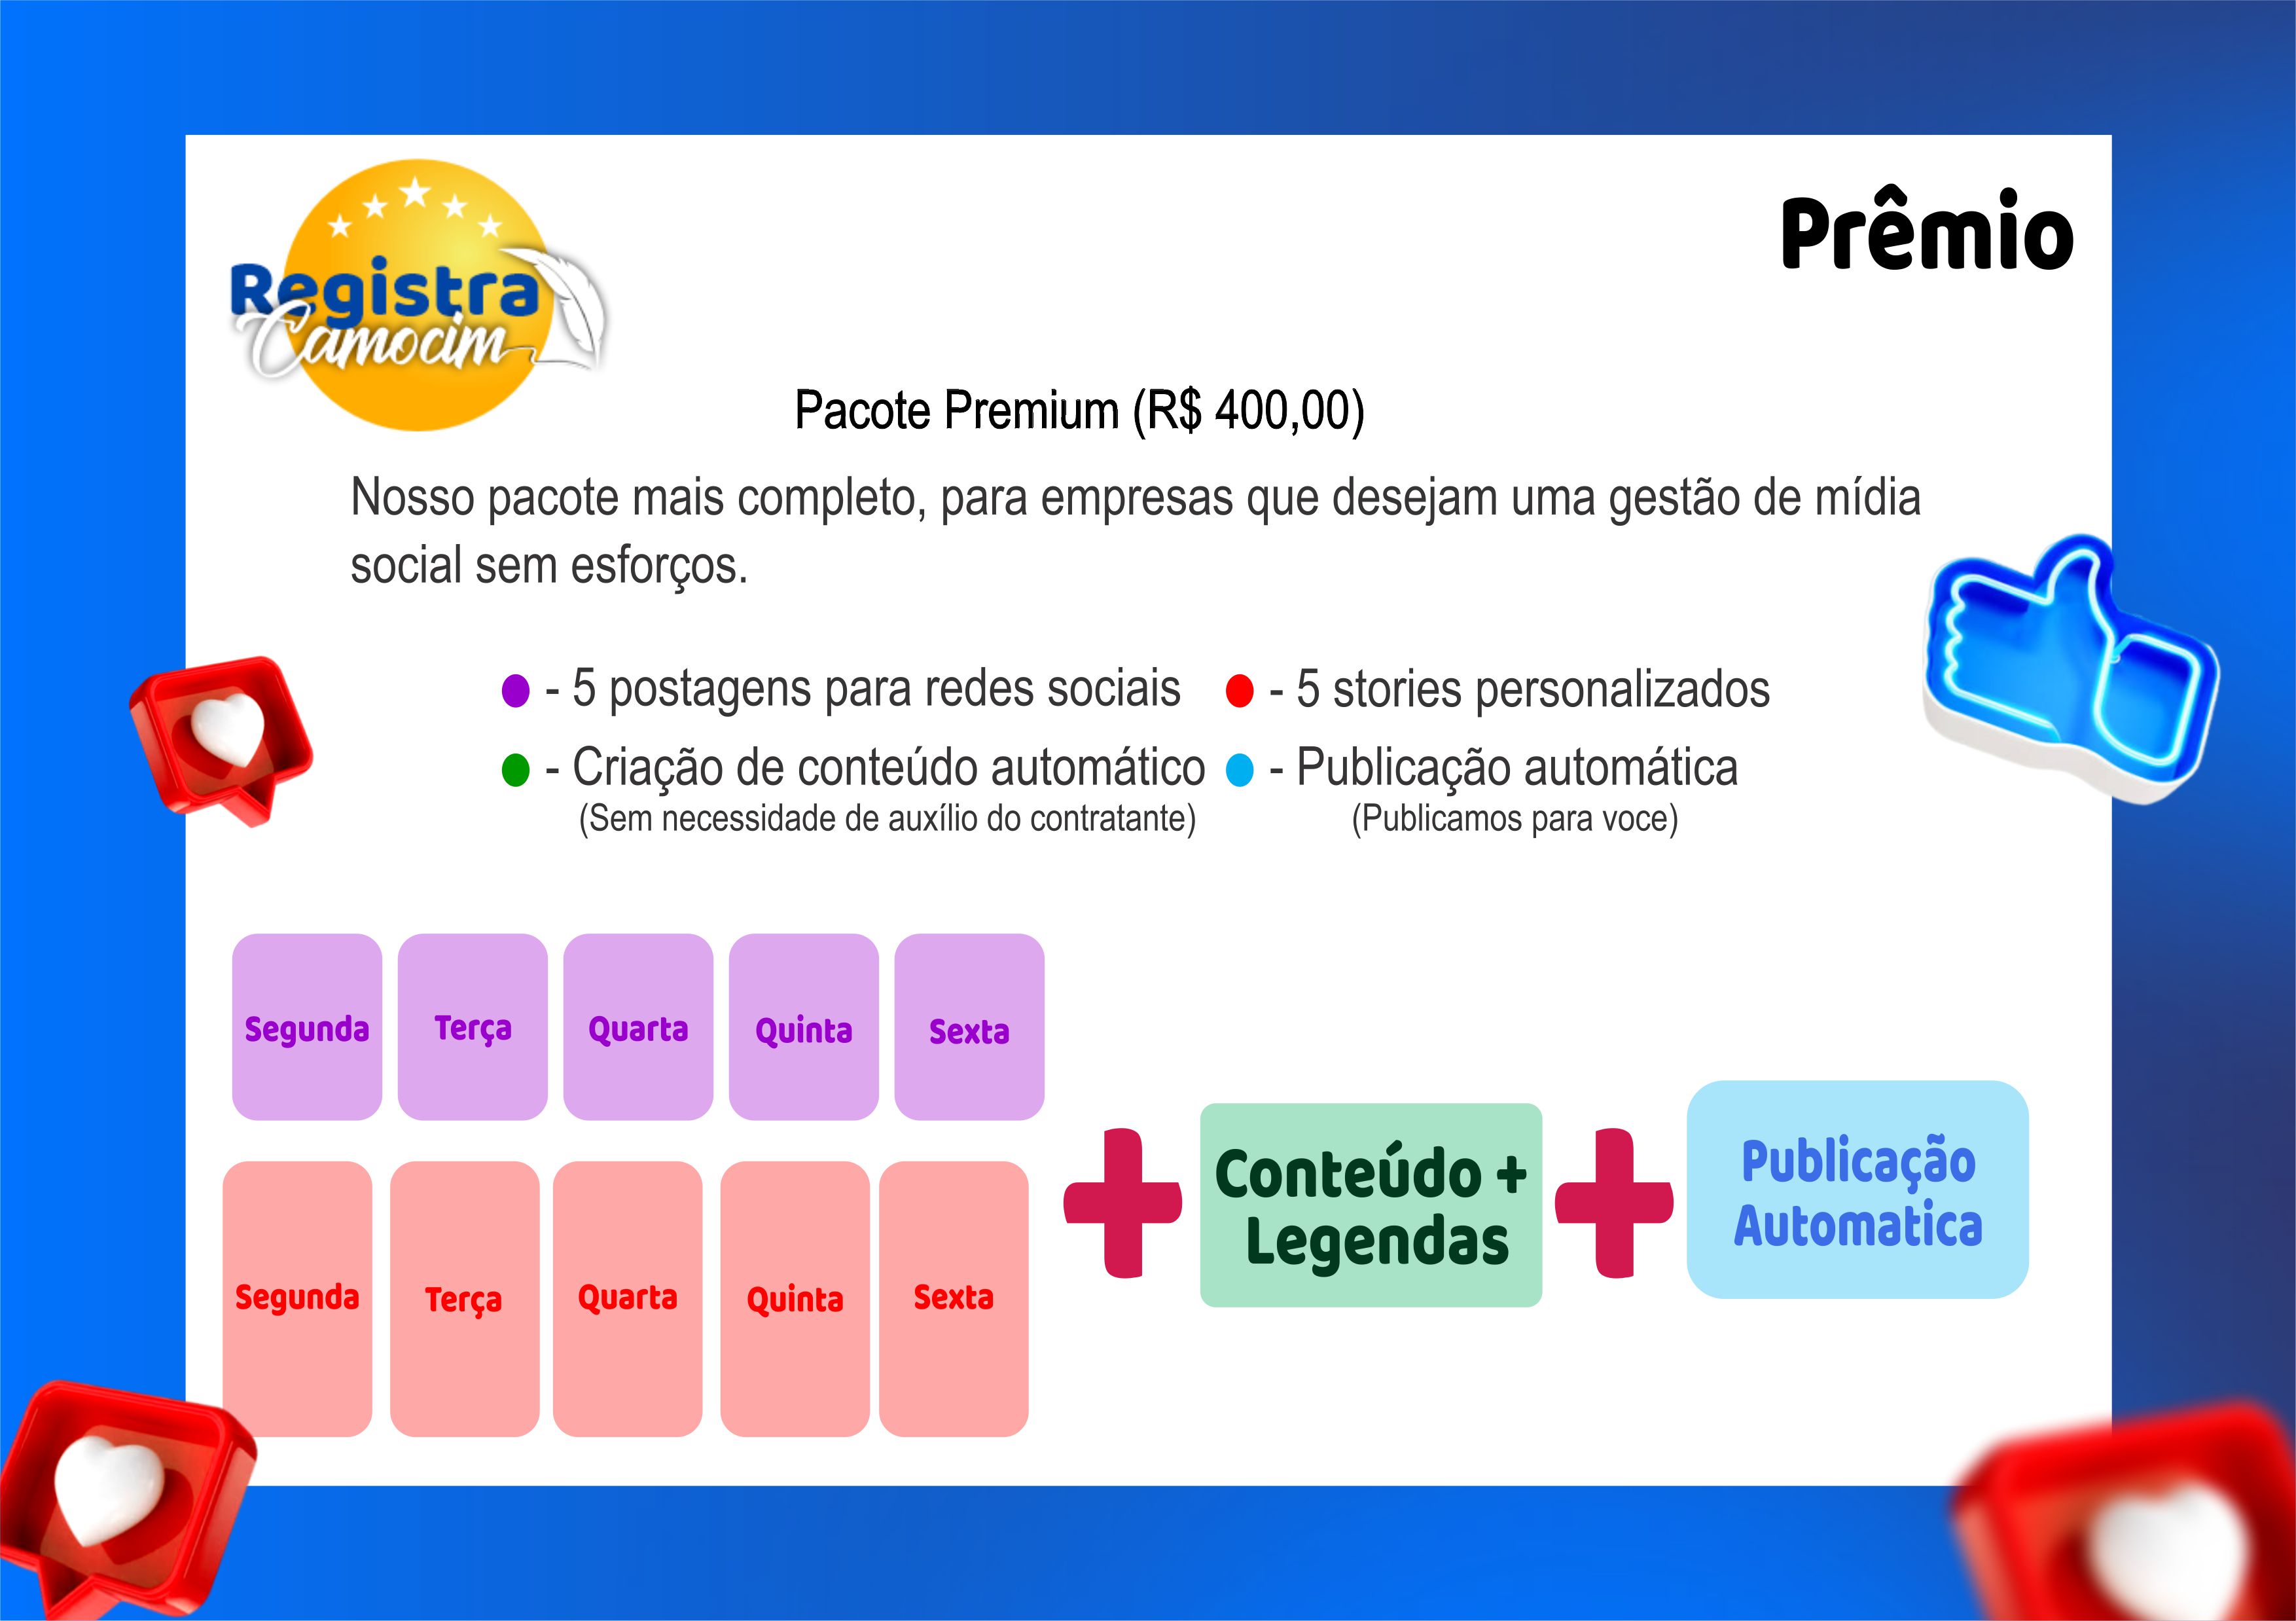 Registra
Camocim
Prêmio
Pacote Premium (R$ 400,00)
Nosso pacote mais completo, para empresas que desejam uma gestão de mídia
social sem esforços.
- 5 postagens para redes sociais
- 5 stories personalizados
- Criação de conteúdo automático
- Publicação automática
(Sem necessidade de auxílio do contratante)
(Publicamos para voce)
Segunda
Terça
Quarta
Quinta
Sexta
Segunda
Terça
Quarta
Quinta
Sexta
Conteúdo +
Legendas
Publicação
Automatica